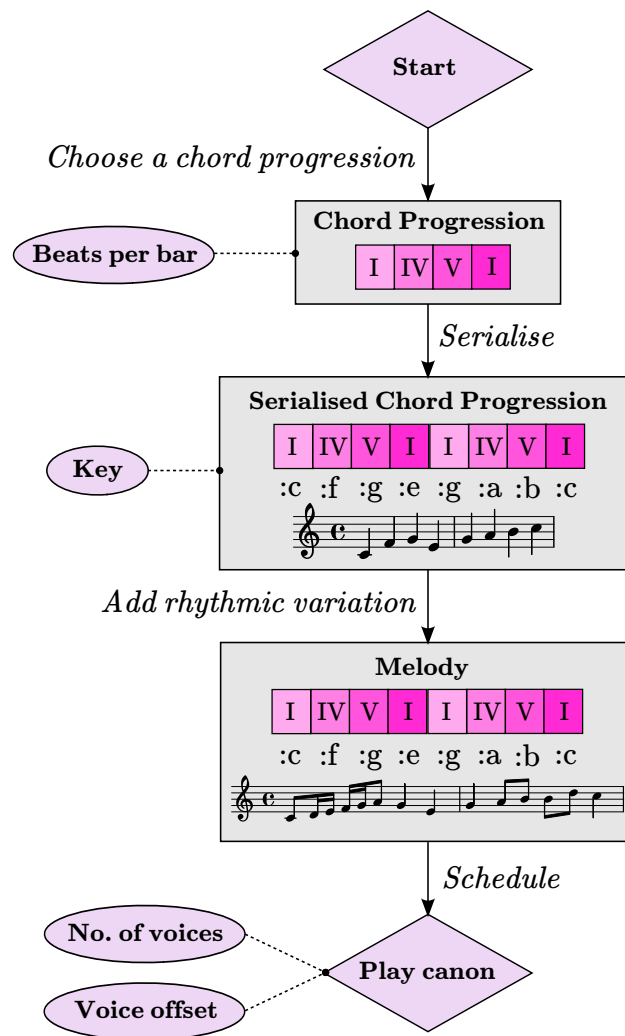 Start
Choose a chord progression
Chord Progression
Beats per bar
I IV V I
Serialise
Serialised Chord Progression
I IV V I I IV V I
Key
:c :f :g :e :g :a :b :c
Add rhythmic variation
Melody
I IV V I I IV V I
:c :f :g :e :g :a :b :c
Schedule
No. of voices
Play canon
Voice offset